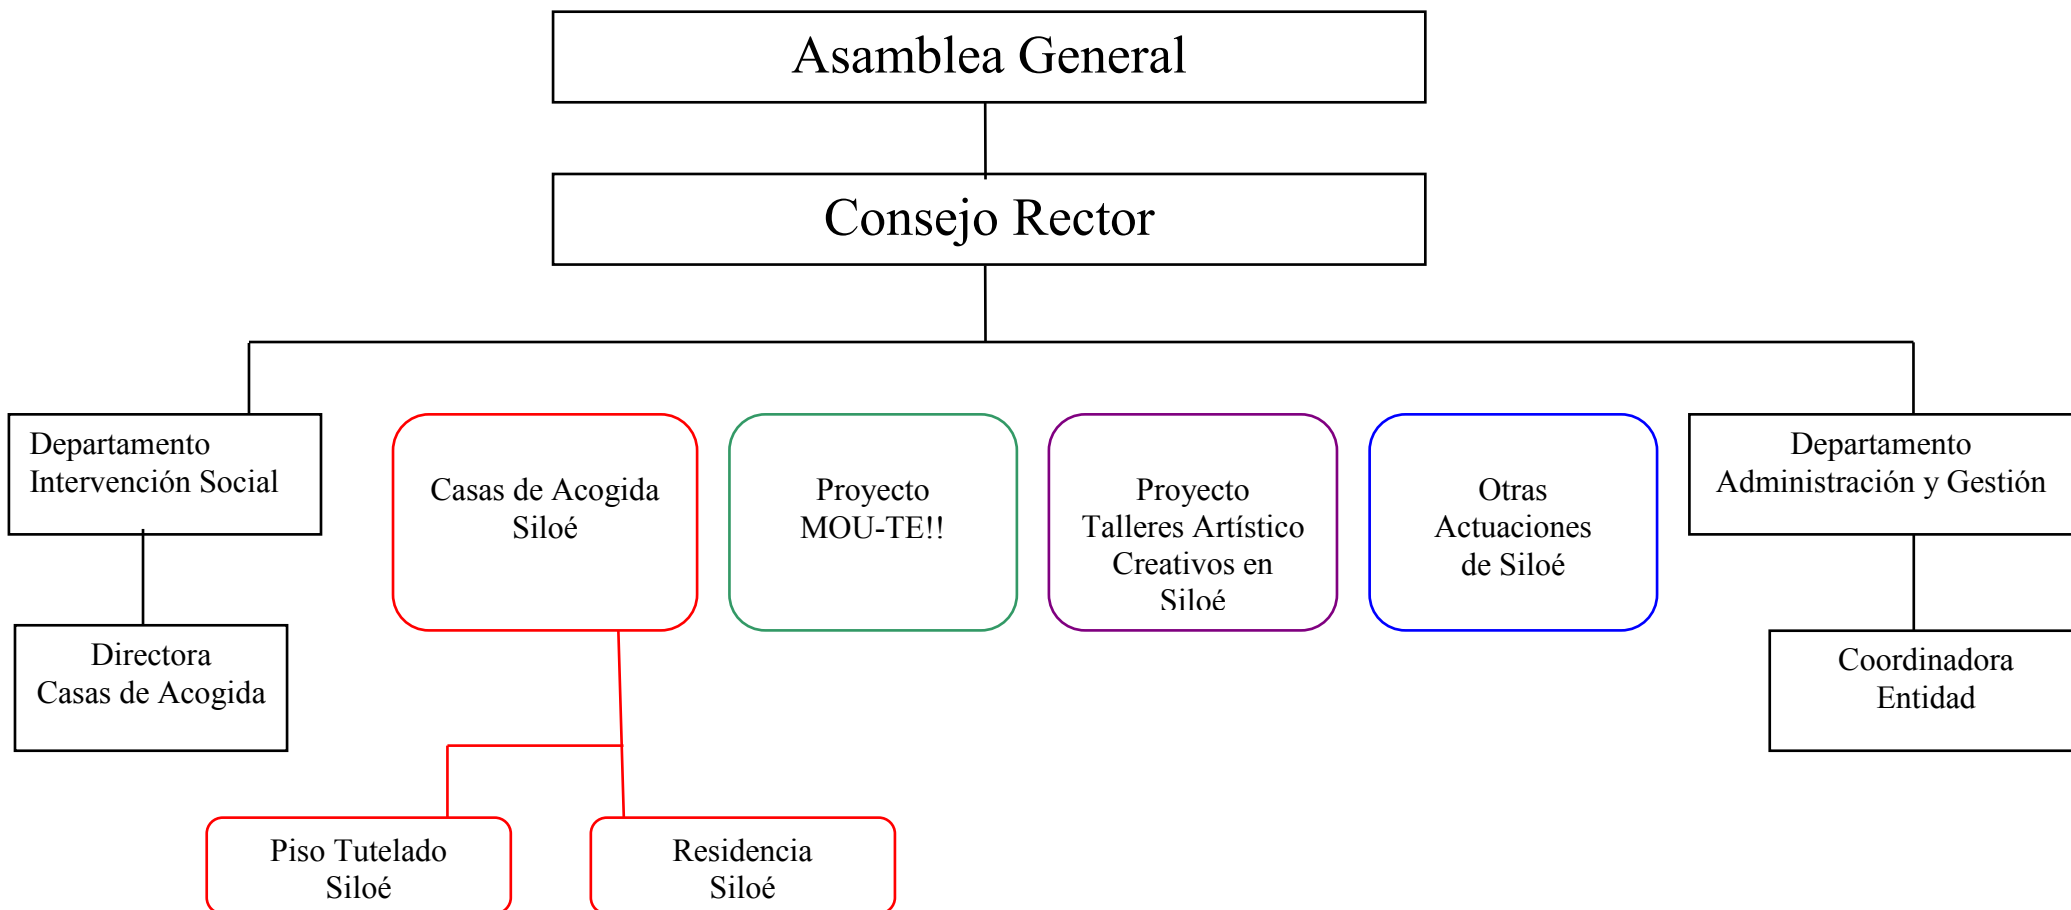 Asamblea General
Consejo Rector
Departamento
Intervención Social
Casas de Acogida
Siloé
Proyecto
MOU-TE!!
Proyecto
Talleres Artístico
Creativos en
Siloé
Otras
Actuaciones
de Siloé
Departamento
Administración y Gestión
Directora
Casas de Acogida
Coordinadora
Entidad
Piso Tutelado
Siloé
Residencia
Siloé